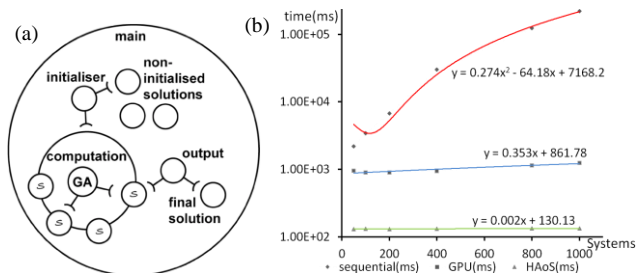 (a)
main
initialiser
non-
initialised
solutions
computation
GA
S
S
S
S
output
final
solution
(b)
time(ms)
1.00E+05
1.00E+04
1.00E+03
1.00E+02
y = 0.274x² - 64.18x + 7168.2
y = 0.353x + 861.78
y = 0.002x + 130.13
0 200 400 600 800 1000
Systems
sequential(ms) GPU(ms) HAoS(ms)